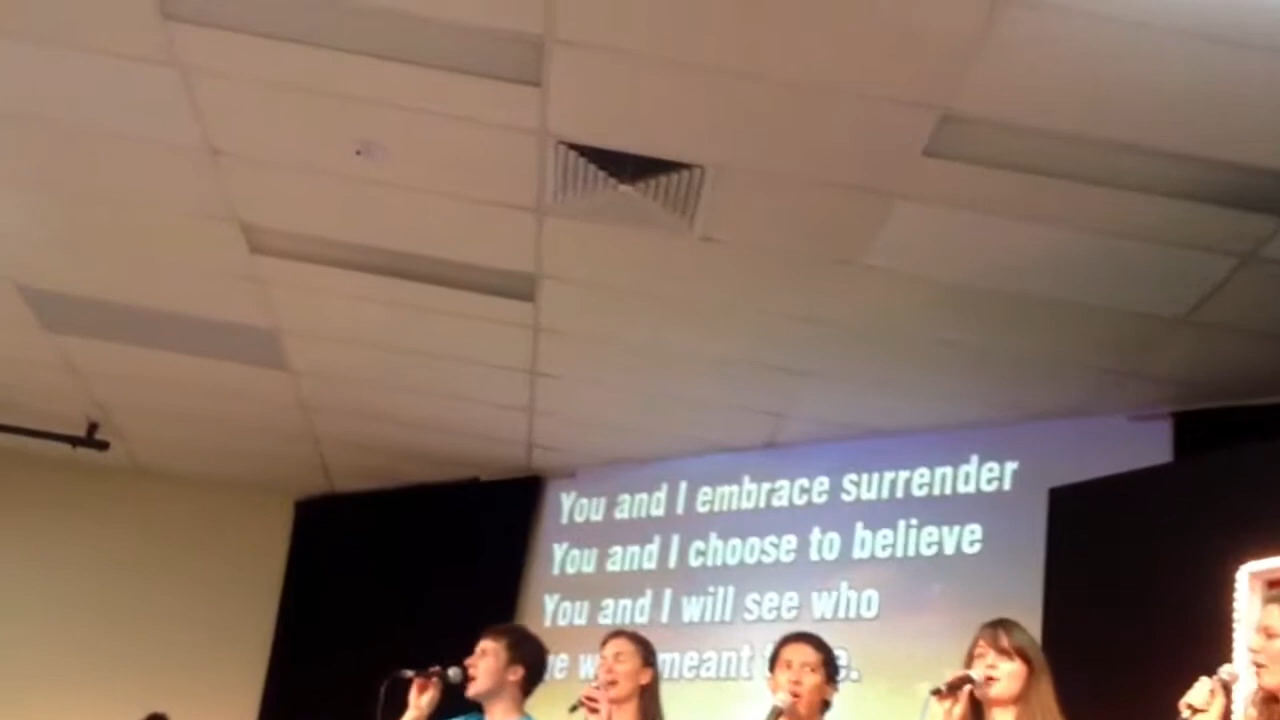 You and I embrace surrender
You and I choose to believe
You and I will see who
meant